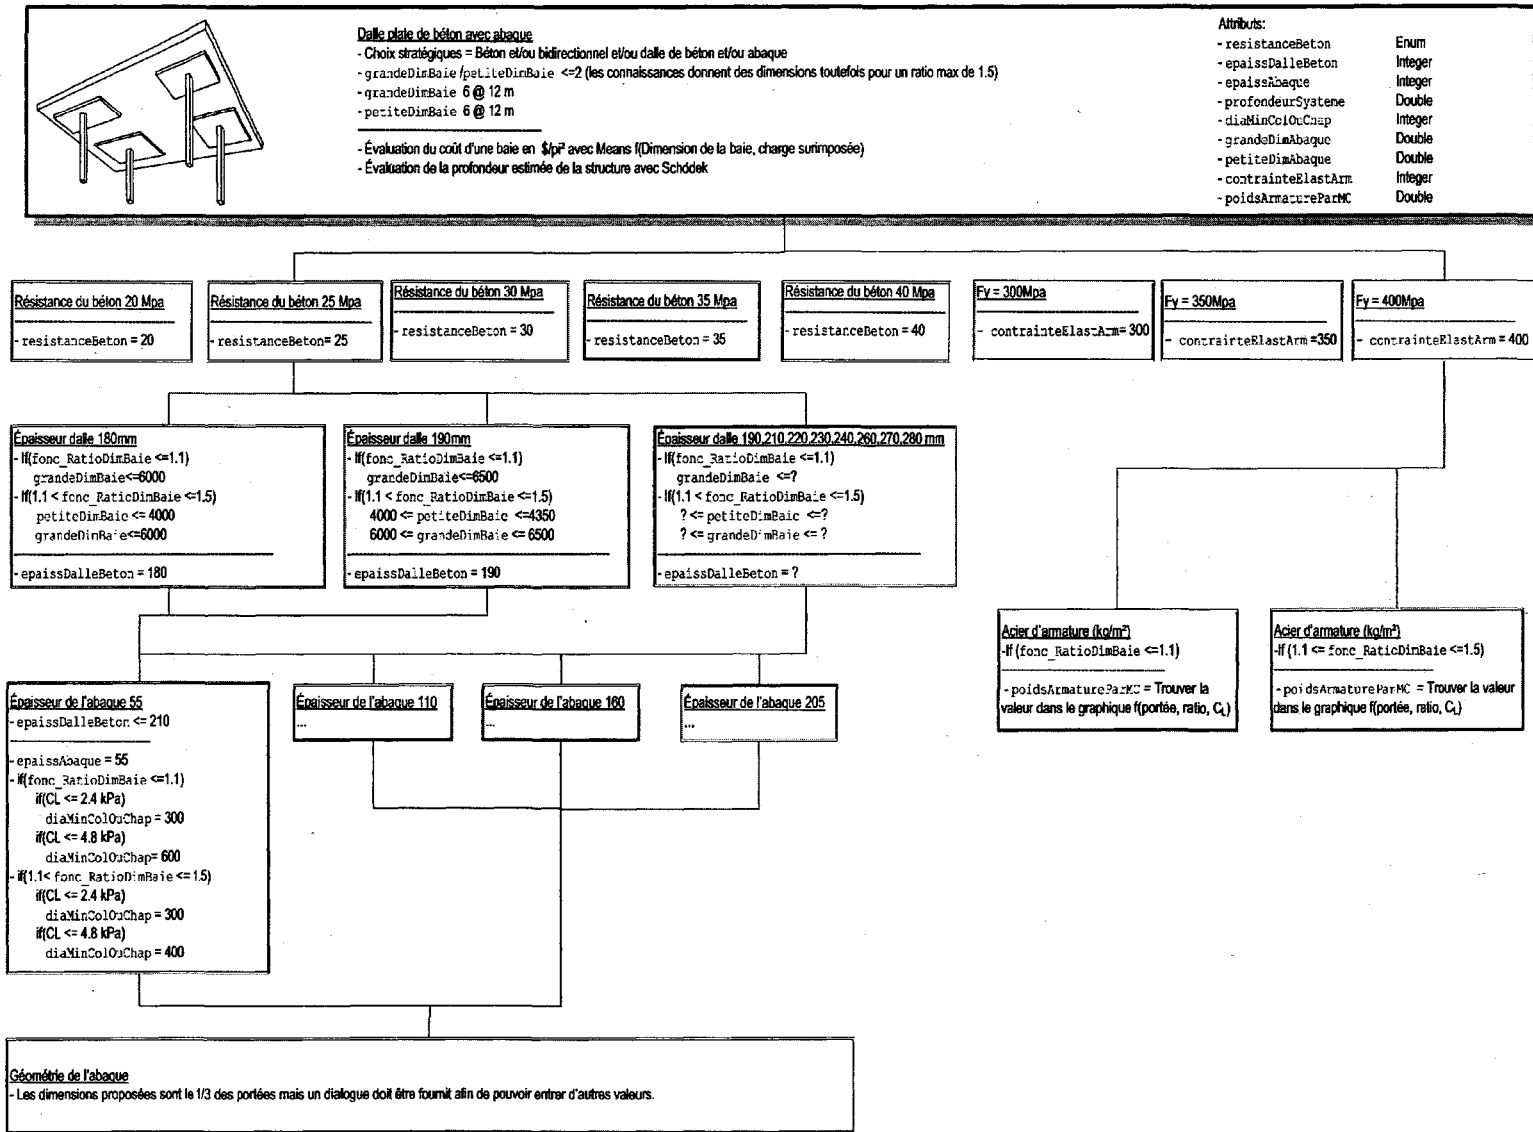 Dalle plate de béton avec abaque
- Choix stratégiques = Béton et/ou bidirectionnel et/ou dalle de béton et/ou abaque
- grandeDimBaie/petiteDimBaie <=2 (les connaissances donnent des dimensions toutefois pour un ratio max de 1.5)
- grandeDimBaie 6 @ 12 m
- petiteDimBaie 6 @ 12 m
- Évaluation du coût d'une baie en $/pi² avec Means f(Dimension de la baie, charge surimposée)
- Évaluation de la profondeur estimée de la structure avec Schódek
Attributs:
- resistanceBeton Enum
- epaissDalleBeton Integer
- epaissAbaque Integer
- profondeurSysteme Double
- diaMinColOuChap Integer
- grandeDimAbaque Double
- petiteDimAbaque Double
- contrainteElastArm Integer
- poidsArmatureParMC Double
Résistance du béton 20 Mpa
- resistanceBeton = 20
Résistance du béton 25 Mpa
- resistanceBeton= 25
Résistance du béton 30 Mpa
- resistanceBeton = 30
Résistance du béton 35 Mpa
- resistanceBeton = 35
Résistance du béton 40 Mpa
- resistanceBeton = 40
Fy = 300Mpa
- contrainteElastArm= 300
Fy = 350Mpa
- contrainteElastArm =350
Fy = 400Mpa
- contrainteElastArm = 400
Épaisseur dalle 180mm
- If(fonc_RatioDimBaie <=1.1)
grandeDimBaie<=6000
- If(1.1 < fonc_RatioDimBaie <=1.5)
petiteDimBaie <= 4000
grandeDimBaie<=6000
- epaissDalleBeton = 180
Épaisseur dalle 190mm
- If(fonc_RatioDimBaie <=1.1)
grandeDimBaie<=6500
- If(1.1 < fonc_RatioDimBaie <=1.5)
4000 <= petiteDimBaie <=4350
6000 <= grandeDimBaie <= 6500
- epaissDalleBeton = 190
Épaisseur dalle 190,210,220,230,240,260,270,280 mm
- If(fonc_RatioDimBaie <=1.1)
grandeDimBaie <=?
- If(1.1 < fonc_RatioDimBaie <=1.5)
? <= petiteDimBaie <=?
? <= grandeDimBaie <= ?
- epaissDalleBeton = ?
Acier d'armature (kg/m²)
-If (fonc_RatioDimBaie <=1.1)
- poidsArmatureParMC = Trouver la
valeur dans le graphique f(portée, ratio, CL)
Acier d'armature (kg/m²)
-If (1.1 <= fonc_RatioDimBaie <=1.5)
- poidsArmatureParMC = Trouver la valeur
dans le graphique f(portée, ratio, CL)
Épaisseur de l'abaque 55
- epaissDalleBeton <= 210
- epaissAbaque = 55
- if(fonc_RatioDimBaie <=1.1)
if(CL <= 2.4 kPa)
diaMinColOuChap = 300
if(CL <= 4.8 kPa)
diaMinColOuChap= 600
- if(1.1< fonc_RatioDimBaie <= 1.5)
if(CL <= 2.4 kPa)
diaMinColOuChap = 300
if(CL <= 4.8 kPa)
diaMinColOuChap = 400
Épaisseur de l'abaque 110
...
Épaisseur de l'abaque 160
...
Épaisseur de l'abaque 205
...
Géométrie de l'abaque
- Les dimensions proposées sont le 1/3 des portées mais un dialogue doit être fournit afin de pouvoir entrer d'autres valeurs.